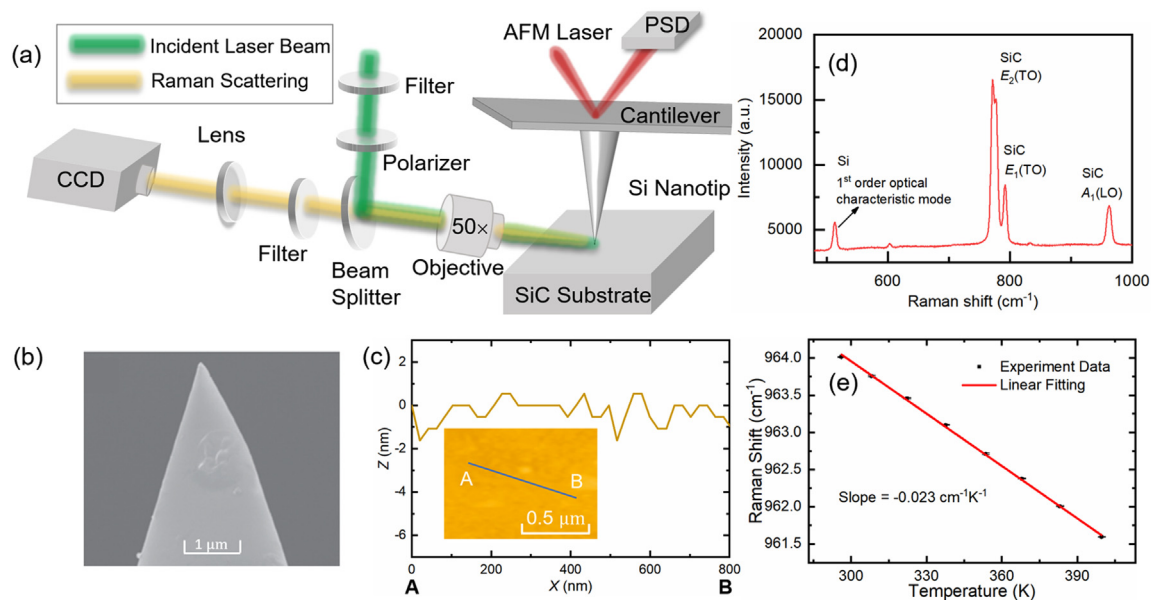 (a)
Incident Laser Beam
Raman Scattering
Filter
Polarizer
Lens
CCD
Filter
Beam
Splitter
50×
Objective
AFM Laser
PSD
Cantilever
Si Nanotip
SiC Substrate
(b)
1 μm
(c)
2
0
-2
-4
-6
Z (nm)
A
B
0.5 μm
0 200 400 600 800
A X (nm) B
(d)
20000
15000
10000
5000
Intensity (a.u.)
Si
1st order optical
characteristic mode
SiC
E2(TO)
SiC
E1(TO)
SiC
A1(LO)
600 800 1000
Raman shift (cm-1)
(e)
964.0
963.5
963.0
962.5
962.0
961.5
Raman Shift (cm-1)
Experiment Data
Linear Fitting
Slope = -0.023 cm-1K-1
300 330 360 390
Temperature (K)